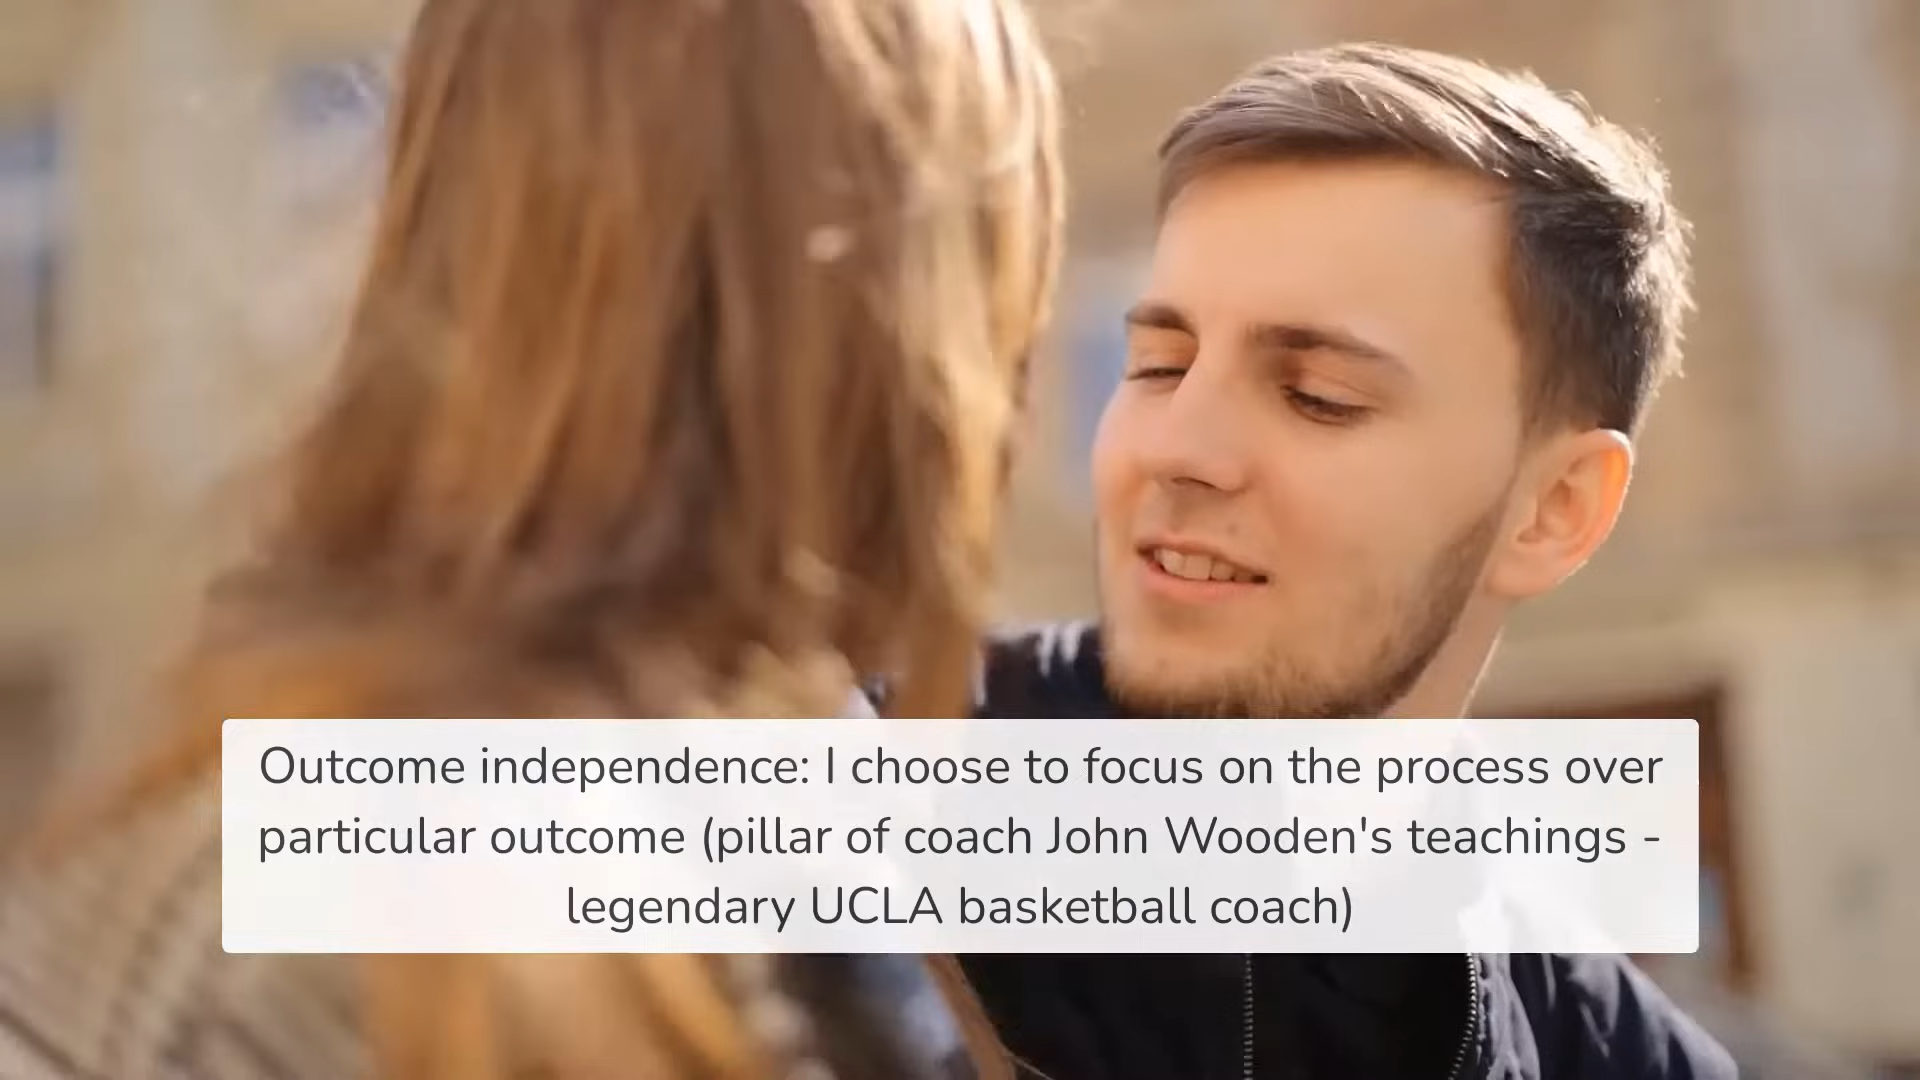 Outcome independence: I choose to focus on the process over
particular outcome (pillar of coach John Wooden's teachings -
legendary UCLA basketball coach)